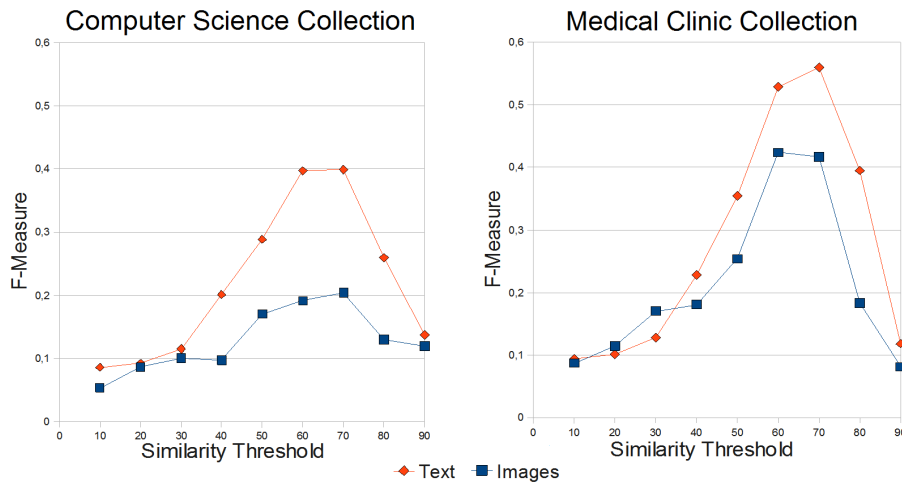 Computer Science Collection
Medical Clinic Collection
F-Measure
0,6
0,5
0,4
0,3
0,2
0,1
0
0 10 20 30 40 50 60 70 80 90
Similarity Threshold
F-Measure
0,6
0,5
0,4
0,3
0,2
0,1
0
0 10 20 30 40 50 60 70 80 90
Similarity Threshold
Text Images